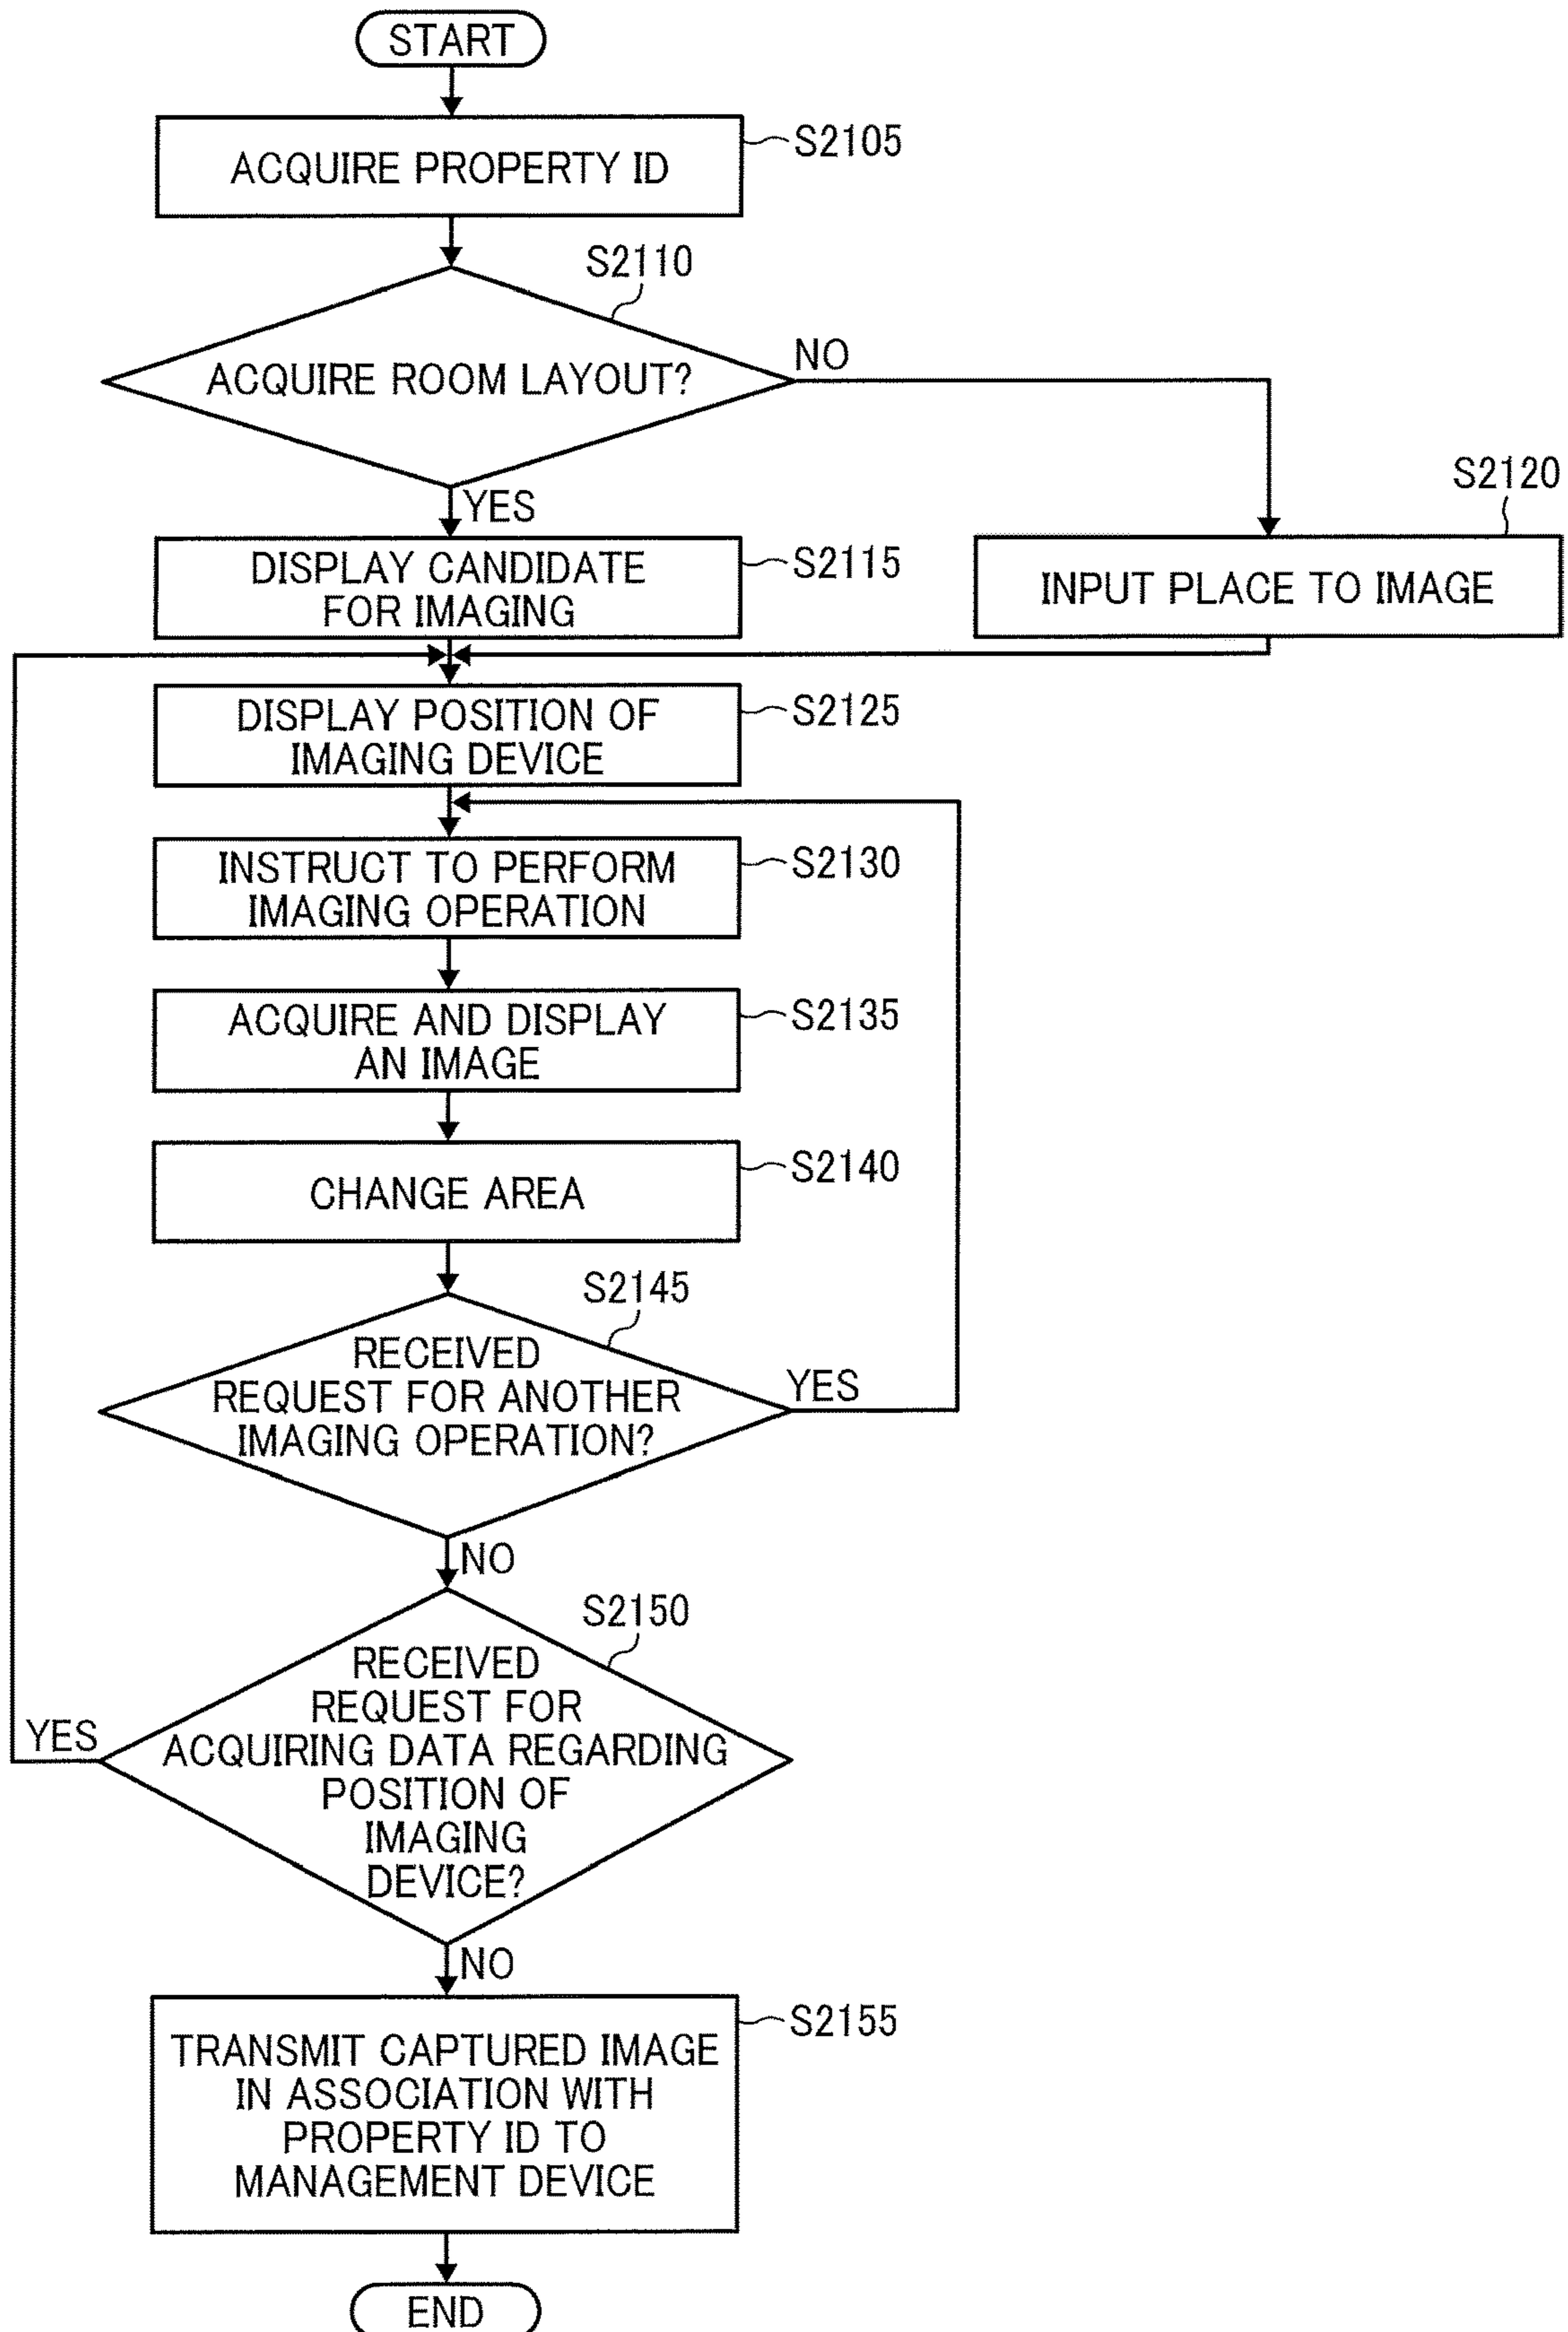 START
ACQUIRE PROPERTY ID
S2105
S2110
ACQUIRE ROOM LAYOUT?
NO
YES
S2120
DISPLAY CANDIDATE
FOR IMAGING
S2115
INPUT PLACE TO IMAGE
DISPLAY POSITION OF
IMAGING DEVICE
S2125
INSTRUCT TO PERFORM
IMAGING OPERATION
S2130
ACQUIRE AND DISPLAY
AN IMAGE
S2135
CHANGE AREA
S2140
S2145
RECEIVED
REQUEST FOR ANOTHER
IMAGING OPERATION?
YES
NO
S2150
RECEIVED
REQUEST FOR
ACQUIRING DATA REGARDING
POSITION OF
IMAGING
DEVICE?
YES
NO
TRANSMIT CAPTURED IMAGE
IN ASSOCIATION WITH
PROPERTY ID TO
MANAGEMENT DEVICE
S2155
END